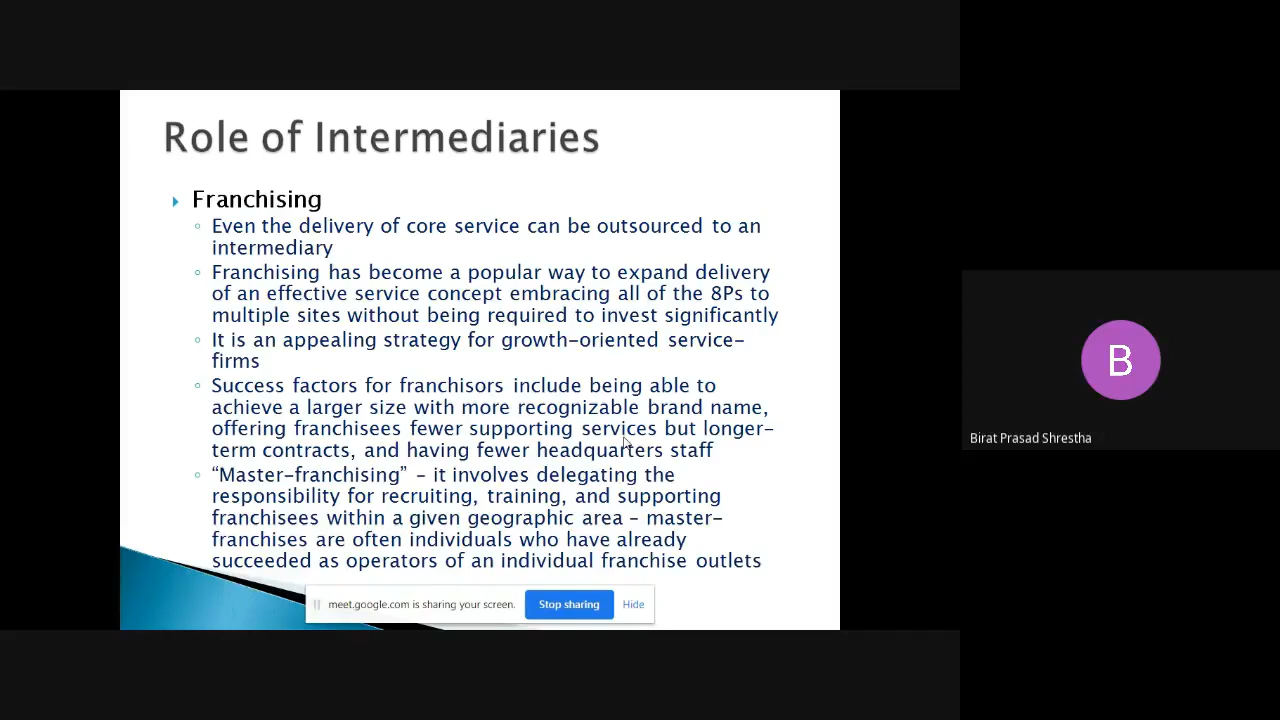 Role of Intermediaries
Franchising
Even the delivery of core service can be outsourced to an
intermediary
Franchising has become a popular way to expand delivery
of an effective service concept embracing all of the 8Ps to
multiple sites without being required to invest significantly
It is an appealing strategy for growth-oriented service-
firms
Success factors for franchisors include being able to
achieve a larger size with more recognizable brand name,
offering franchisees fewer supporting services but longer-
term contracts, and having fewer headquarters staff
“Master-franchising” – it involves delegating the
responsibility for recruiting, training, and supporting
franchisees within a given geographic area – master-
franchises are often individuals who have already
succeeded as operators of an individual franchise outlets
meet.google.com is sharing your screen. Stop sharing Hide
B
Birat Prasad Shrestha